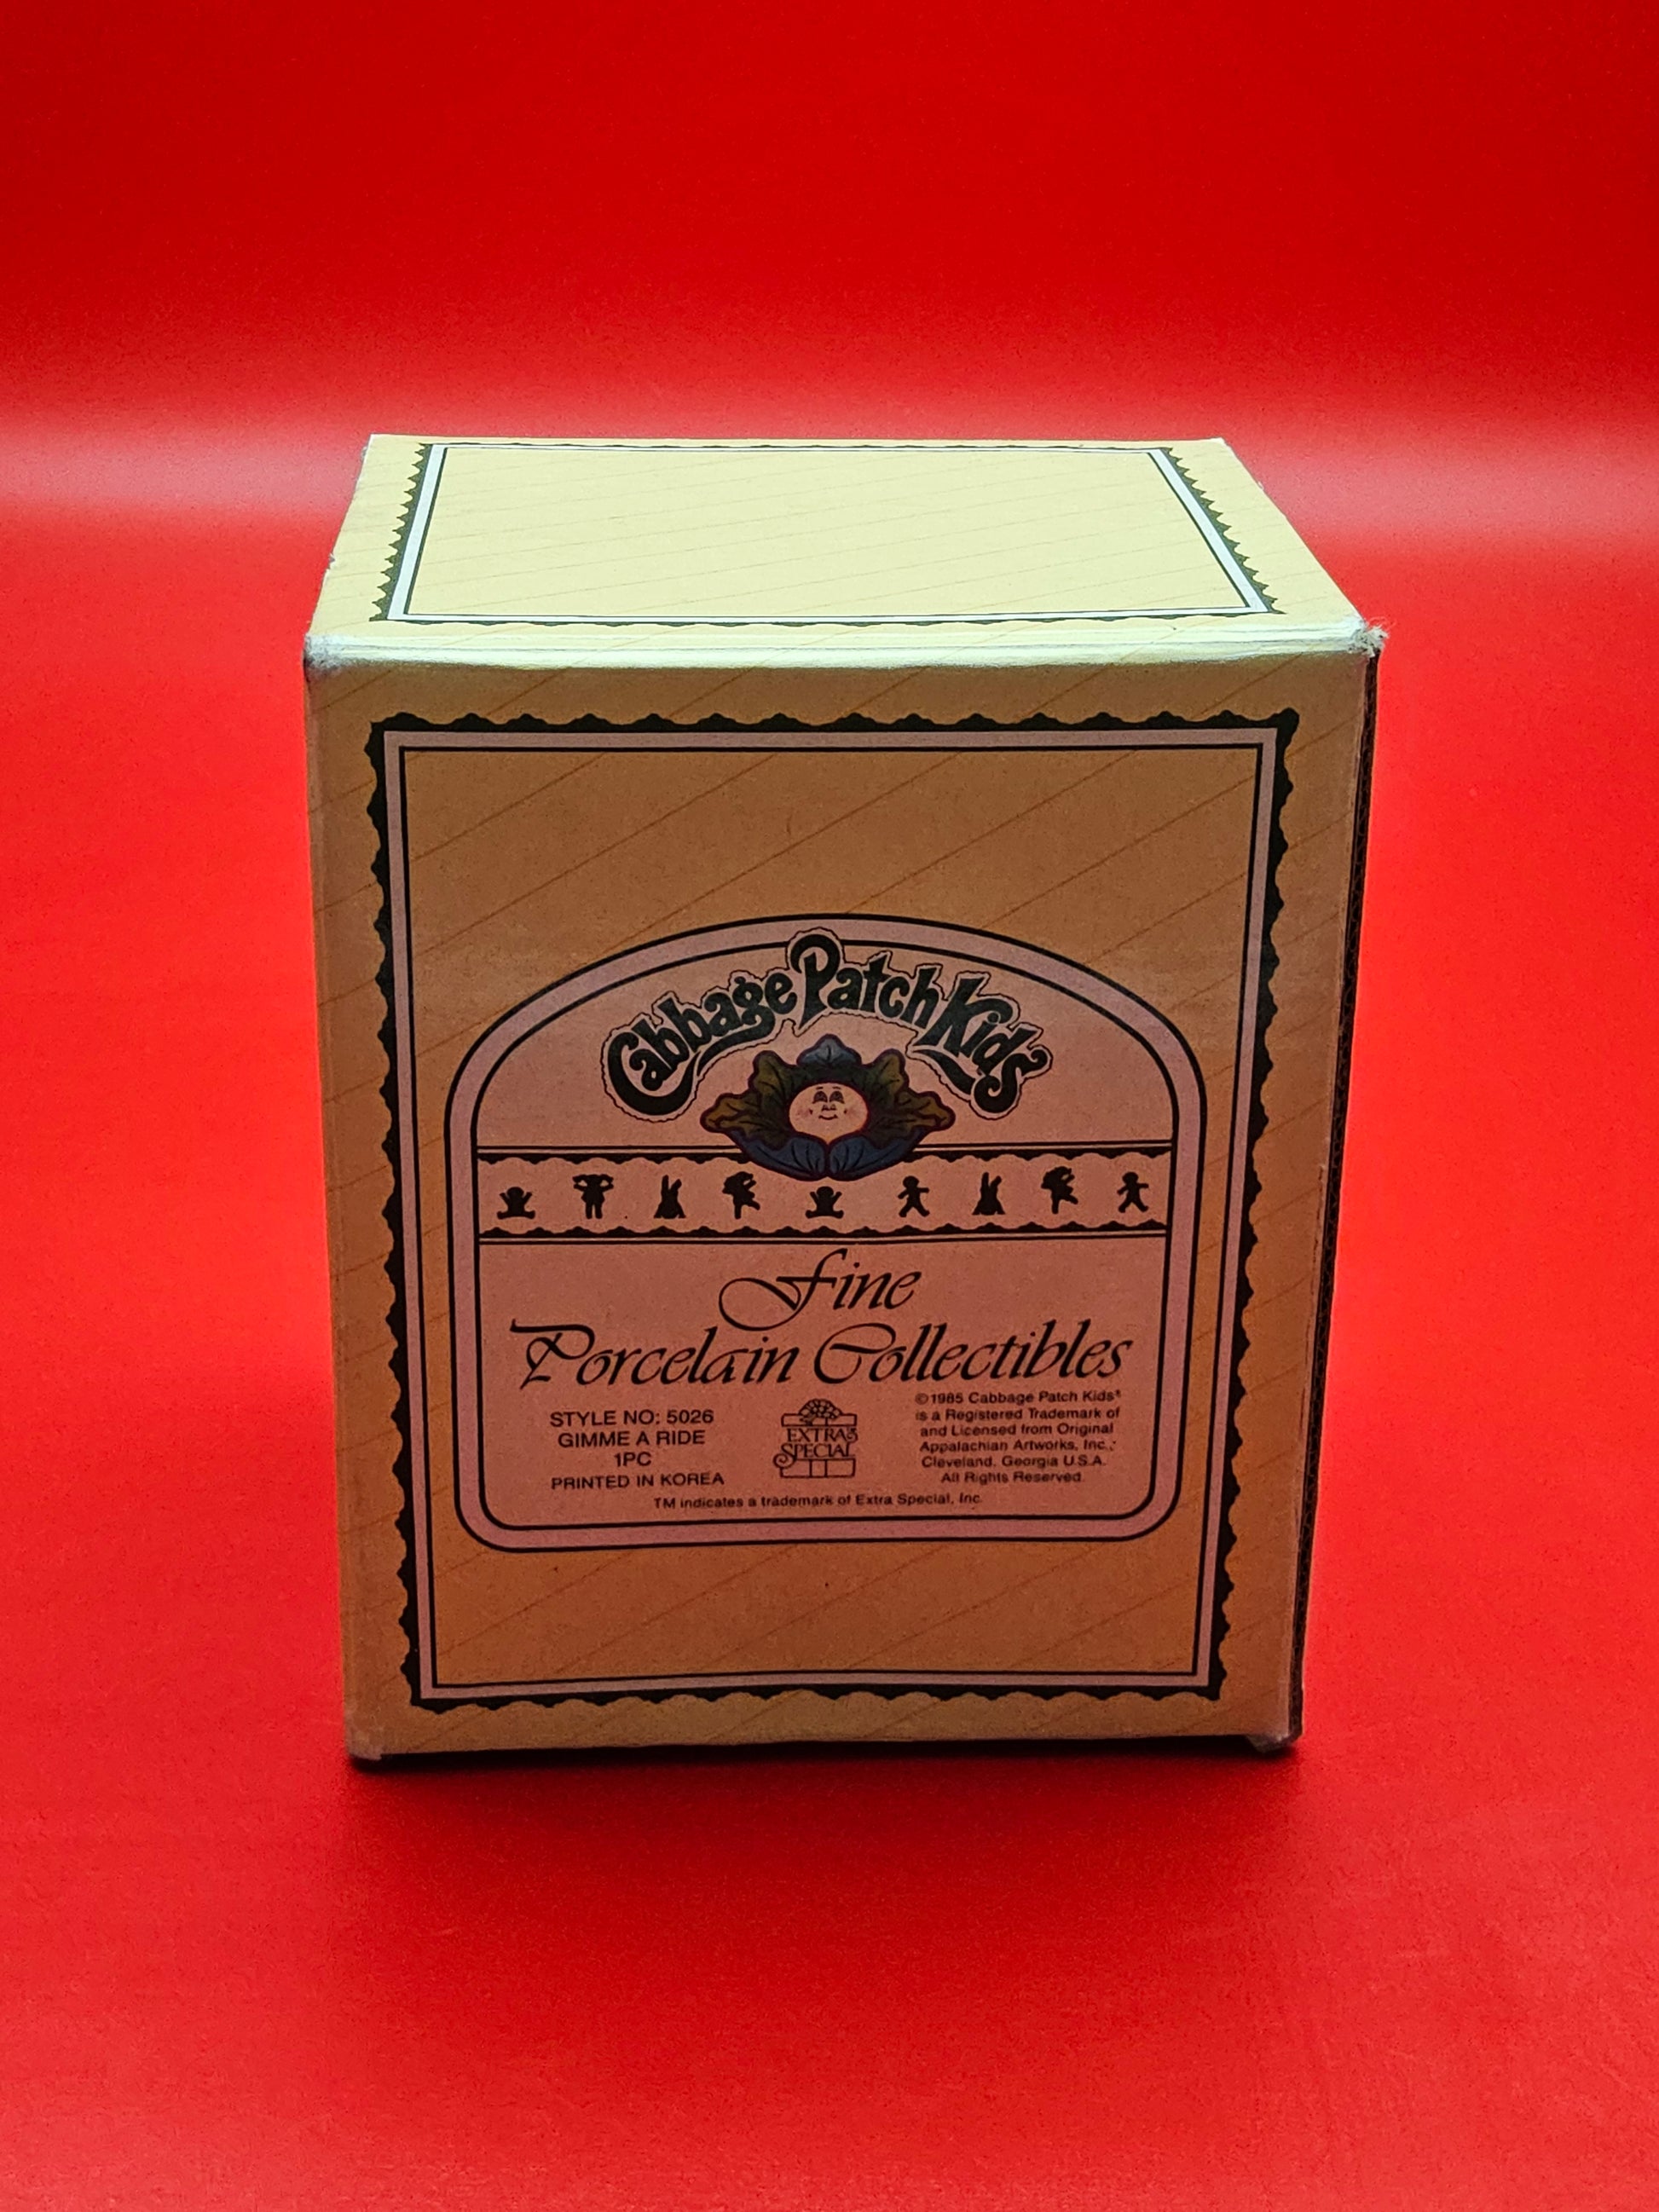 Cabbage Patch Kids
Fine
Porcelain Collectibles
STYLE NO: 5026
GIMME A RIDE
1PC
PRINTED IN KOREA
EXTRA SPECIAL
©1985 Cabbage Patch Kids®
is a Registered Trademark of
and Licensed from Original
Appalachian Artworks, Inc.,
Cleveland, Georgia U.S.A.
All Rights Reserved.
TM indicates a trademark of Extra Special, Inc.